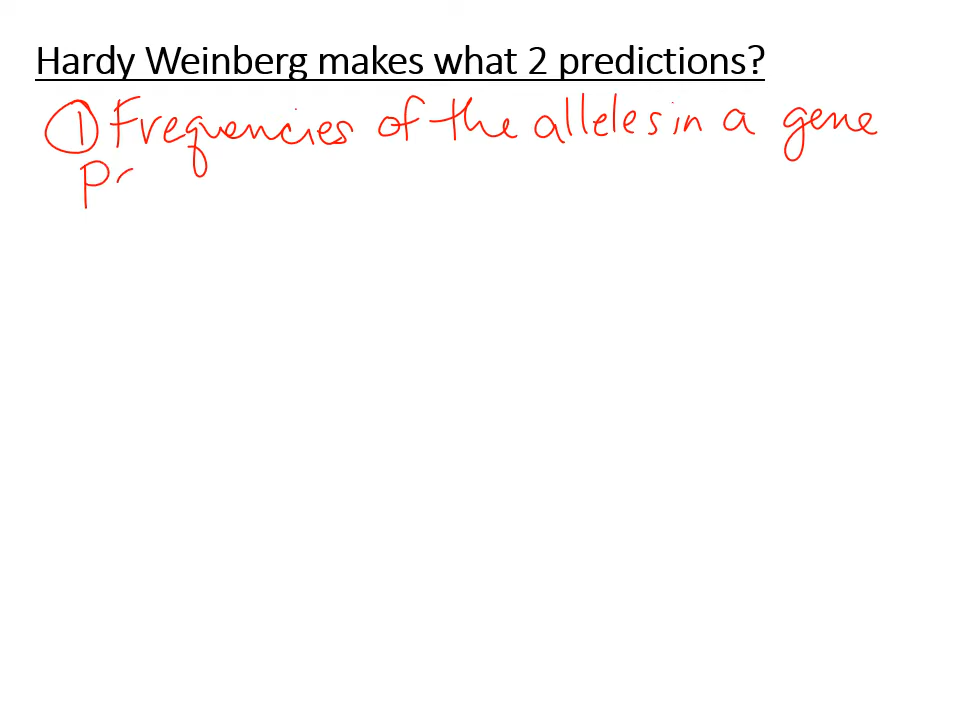 Hardy Weinberg makes what 2 predictions?
① Frequencies of the alleles in a gene